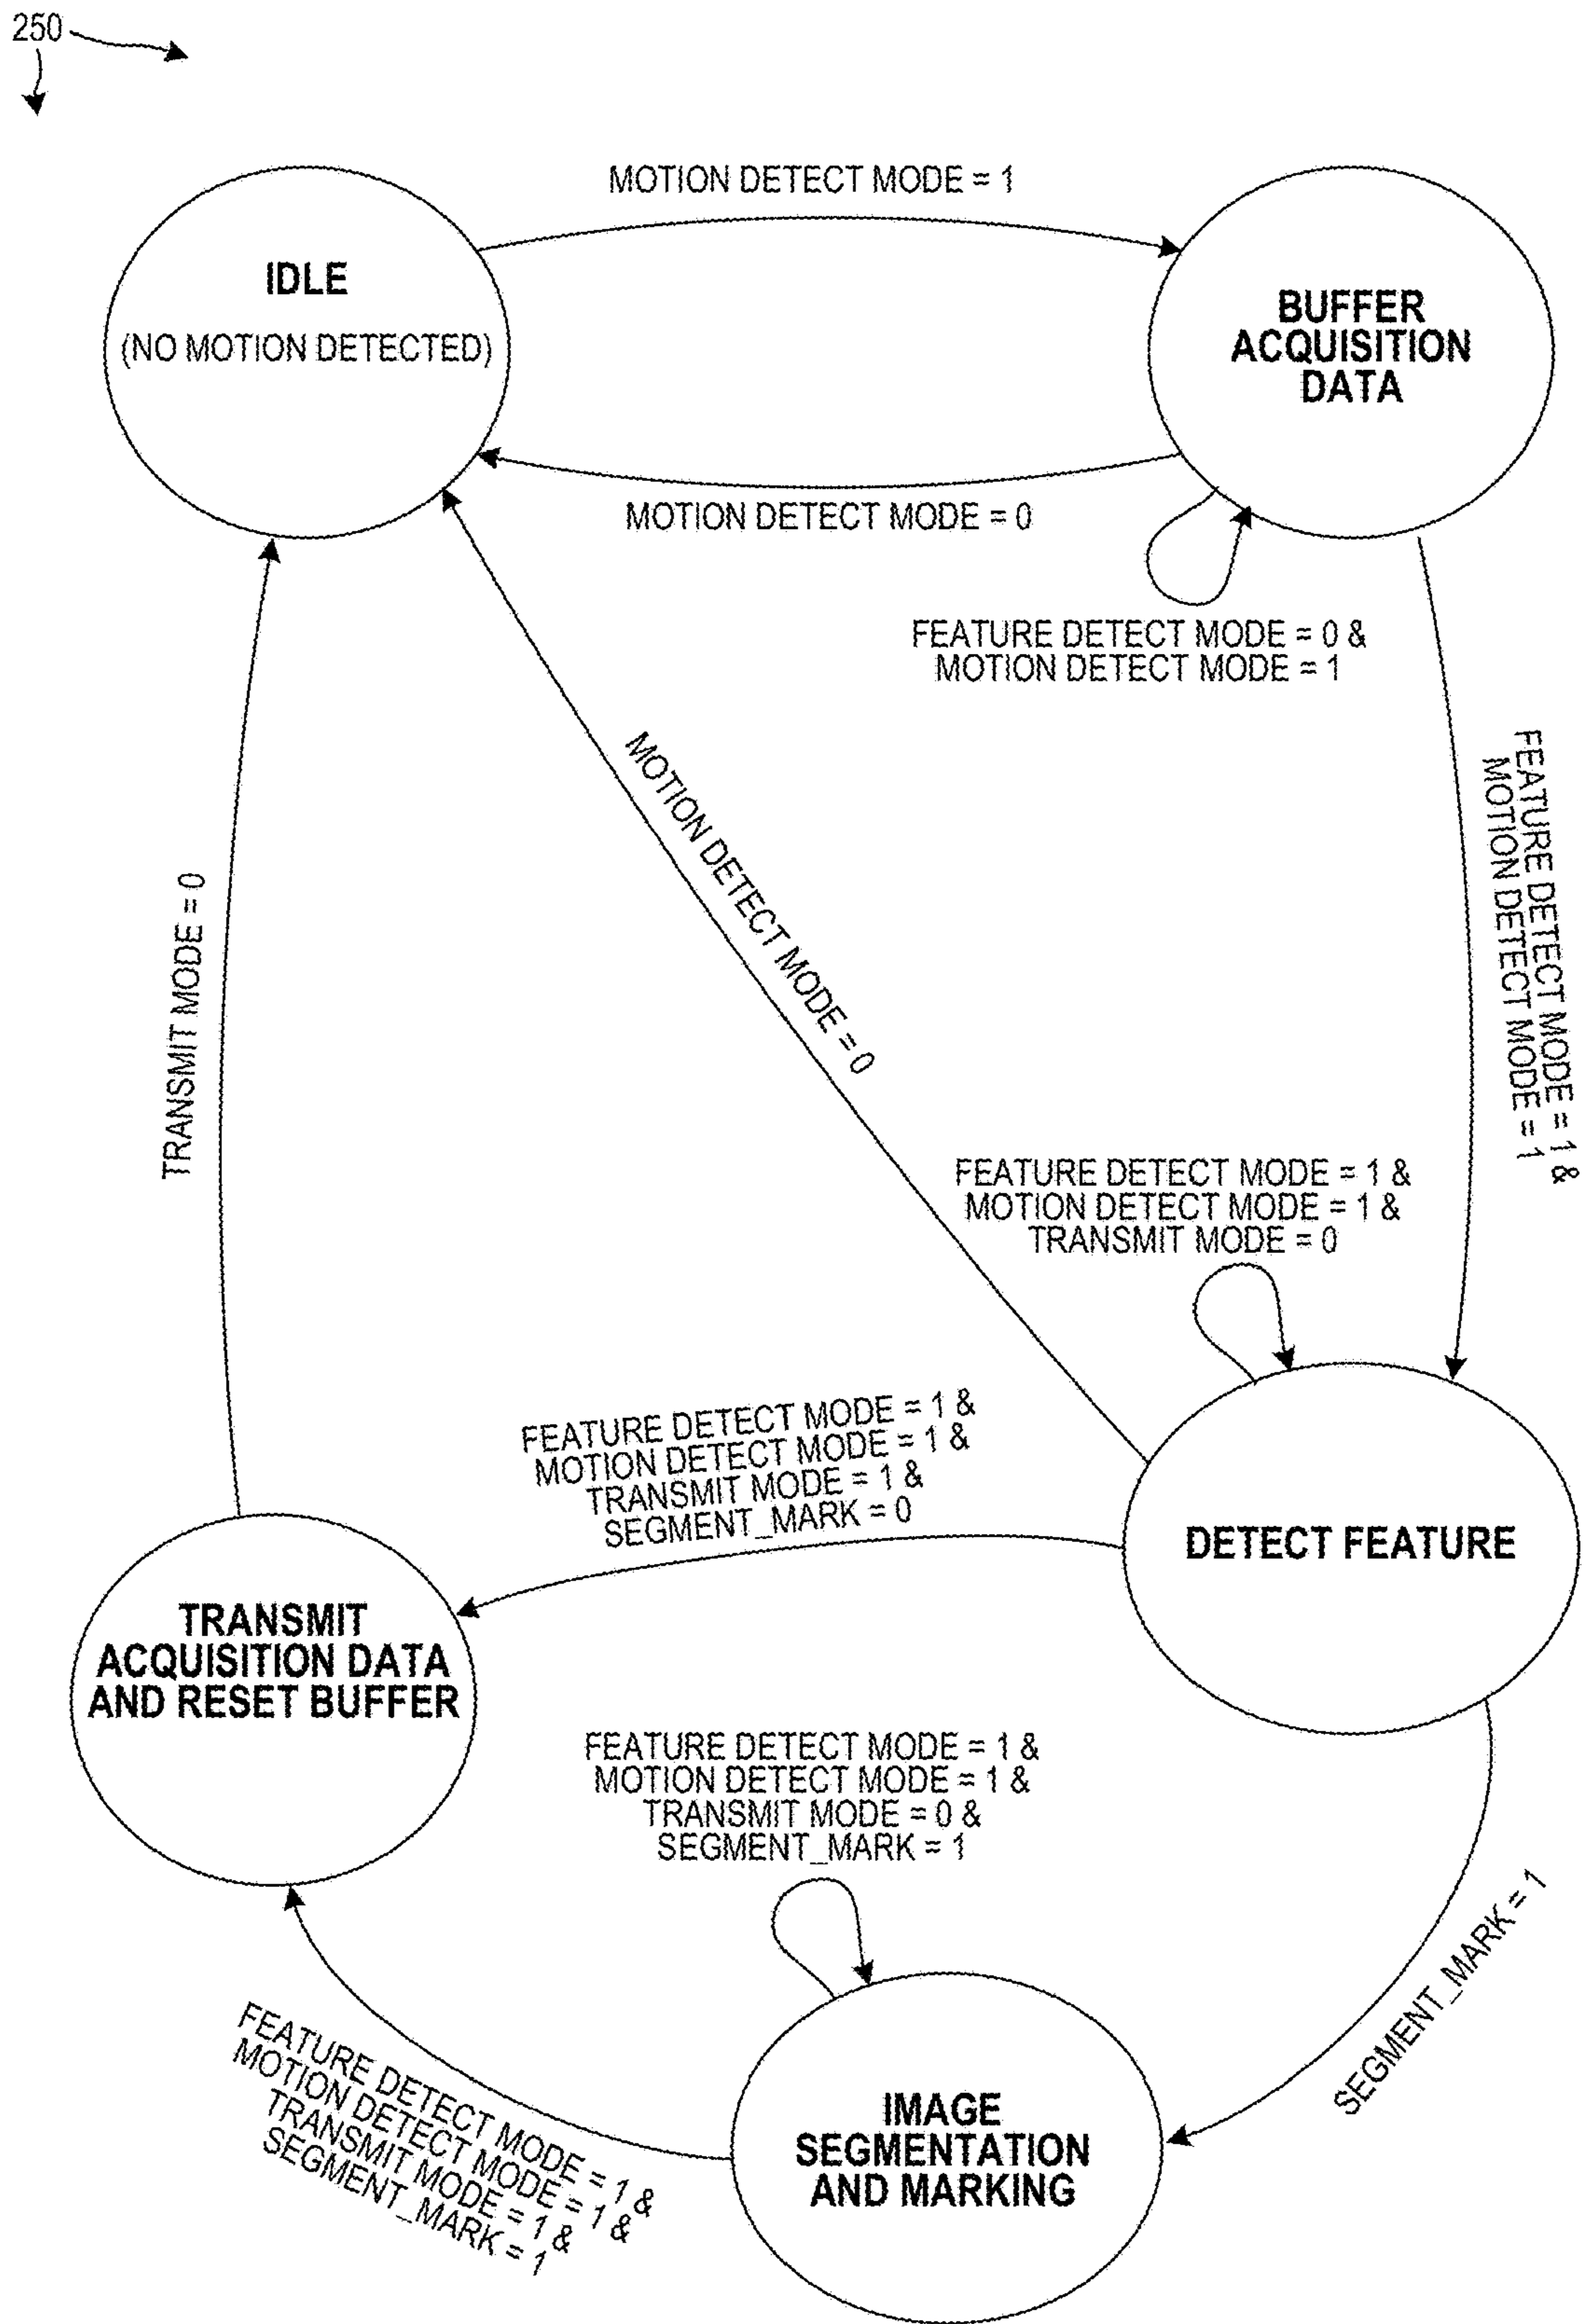 250
MOTION DETECT MODE = 1
IDLE
(NO MOTION DETECTED)
BUFFER
ACQUISITION
DATA
MOTION DETECT MODE = 0
FEATURE DETECT MODE = 0 &
MOTION DETECT MODE = 1
FEATURE DETECT MODE = 1 &
MOTION DETECT MODE = 1
MOTION DETECT MODE = 0
TRANSMIT MODE = 0
FEATURE DETECT MODE = 1 &
MOTION DETECT MODE = 1 &
TRANSMIT MODE = 0
FEATURE DETECT MODE = 1 &
MOTION DETECT MODE = 1 &
TRANSMIT MODE = 1 &
SEGMENT_MARK = 0
DETECT FEATURE
TRANSMIT
ACQUISITION DATA
AND RESET BUFFER
FEATURE DETECT MODE = 1 &
MOTION DETECT MODE = 1 &
TRANSMIT MODE = 0 &
SEGMENT_MARK = 1
SEGMENT_MARK = 1
FEATURE DETECT MODE = 1 &
MOTION DETECT MODE = 1 &
TRANSMIT MODE = 1 &
SEGMENT_MARK = 1
IMAGE
SEGMENTATION
AND MARKING